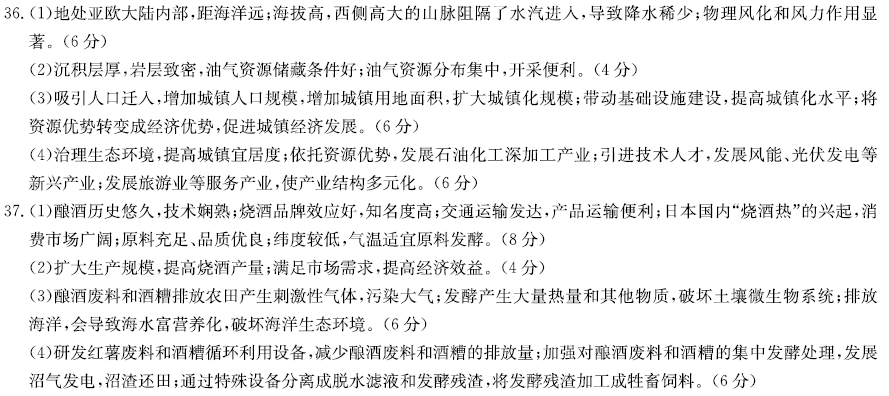 36.(1)地处亚欧大陆内部,距海洋远;海拔高,西侧高大的山脉阻隔了水汽进入,导致降水稀少;物理风化和风力作用显
著。(6分)
(2)沉积层厚,岩层致密,油气资源储藏条件好;油气资源分布集中,开采便利。(4分)
(3)吸引人口迁入,增加城镇人口规模,增加城镇用地面积,扩大城镇化规模;带动基础设施建设,提高城镇化水平;将
资源优势转变成经济优势,促进城镇经济发展。(6分)
(4)治理生态环境,提高城镇宜居度;依托资源优势,发展石油化工深加工产业;引进技术人才,发展风能、光伏发电等
新兴产业;发展旅游业等服务产业,使产业结构多元化。(6分)
37.(1)酿酒历史悠久,技术娴熟;烧酒品牌效应好,知名度高;交通运输发达,产品运输便利;日本国内“烧酒热”的兴起,消
费市场广阔;原料充足、品质优良;纬度较低,气温适宜原料发酵。(8分)
(2)扩大生产规模,提高烧酒产量;满足市场需求,提高经济效益。(4分)
(3)酿酒废料和酒糟排放农田产生刺激性气体,污染大气;发酵产生大量热量和其他物质,破坏土壤微生物系统;排放
海洋,会导致海水富营养化,破坏海洋生态环境。(6分)
(4)研发红薯废料和酒糟循环利用设备,减少酿酒废料和酒糟的排放量;加强对酿酒废料和酒糟的集中发酵处理,发展
沼气发电,沼渣还田;通过特殊设备分离成脱水滤液和发酵残渣,将发酵残渣加工成牲畜饲料。(6分)